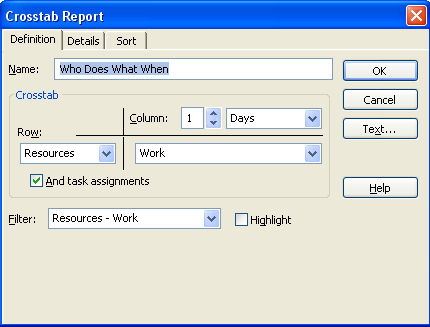 Crosstab Report
Definition Details Sort
Name: Who Does What When
OK
Crosstab
Cancel
Column: 1 Days
Text...
Row:
Resources Work
And task assignments
Help
Filter: Resources - Work Highlight